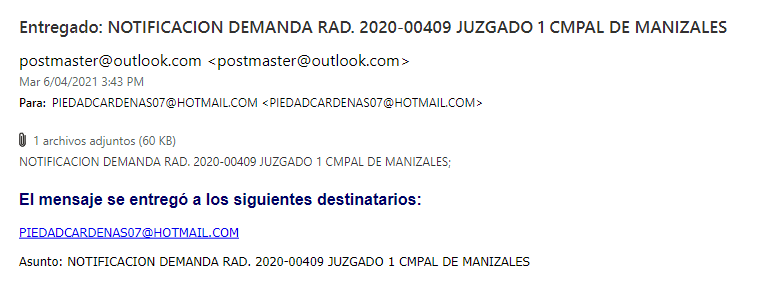 Entregado: NOTIFICACION DEMANDA RAD. 2020-00409 JUZGADO 1 CMPAL DE MANIZALES
postmaster@outlook.com <postmaster@outlook.com>
Mar 6/04/2021 3:43 PM
Para: PIEDADCARDENAS07@HOTMAIL.COM <PIEDADCARDENAS07@HOTMAIL.COM>
1 archivos adjuntos (60 KB)
NOTIFICACION DEMANDA RAD. 2020-00409 JUZGADO 1 CMPAL DE MANIZALES;
El mensaje se entregó a los siguientes destinatarios:
PIEDADCARDENAS07@HOTMAIL.COM
Asunto: NOTIFICACION DEMANDA RAD. 2020-00409 JUZGADO 1 CMPAL DE MANIZALES